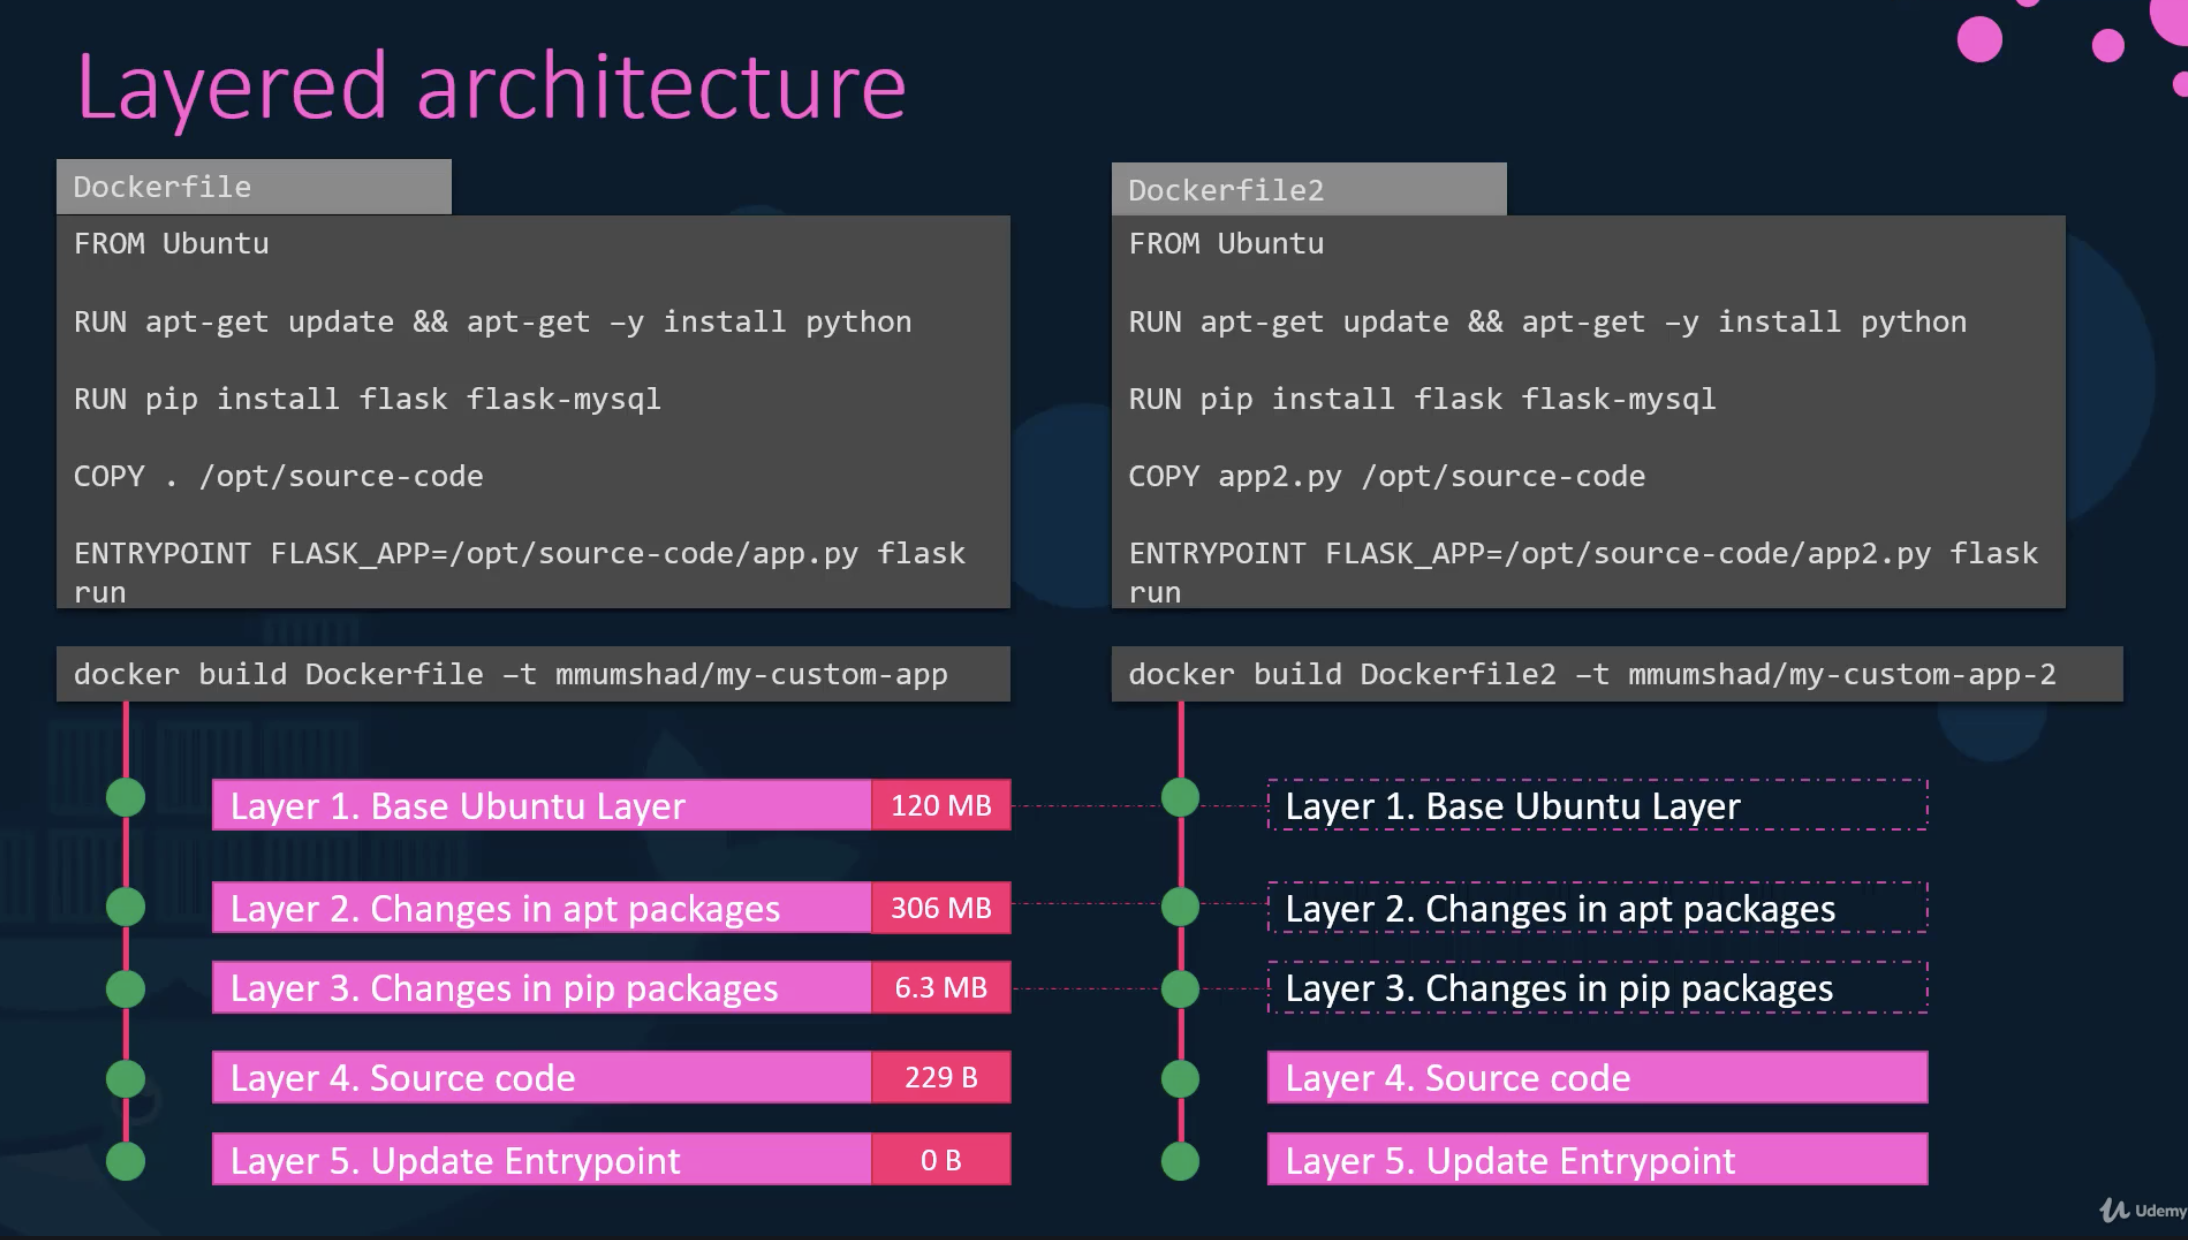 Layered architecture
Dockerfile
FROM Ubuntu
RUN apt-get update && apt-get –y install python
RUN pip install flask flask-mysql
COPY . /opt/source-code
ENTRYPOINT FLASK_APP=/opt/source-code/app.py flask
run
docker build Dockerfile –t mmumshad/my-custom-app
Layer 1. Base Ubuntu Layer 120 MB
Layer 2. Changes in apt packages 306 MB
Layer 3. Changes in pip packages 6.3 MB
Layer 4. Source code 229 B
Layer 5. Update Entrypoint 0 B
Dockerfile2
FROM Ubuntu
RUN apt-get update && apt-get –y install python
RUN pip install flask flask-mysql
COPY app2.py /opt/source-code
ENTRYPOINT FLASK_APP=/opt/source-code/app2.py flask
run
docker build Dockerfile2 –t mmumshad/my-custom-app-2
Layer 1. Base Ubuntu Layer
Layer 2. Changes in apt packages
Layer 3. Changes in pip packages
Layer 4. Source code
Layer 5. Update Entrypoint
Udemy